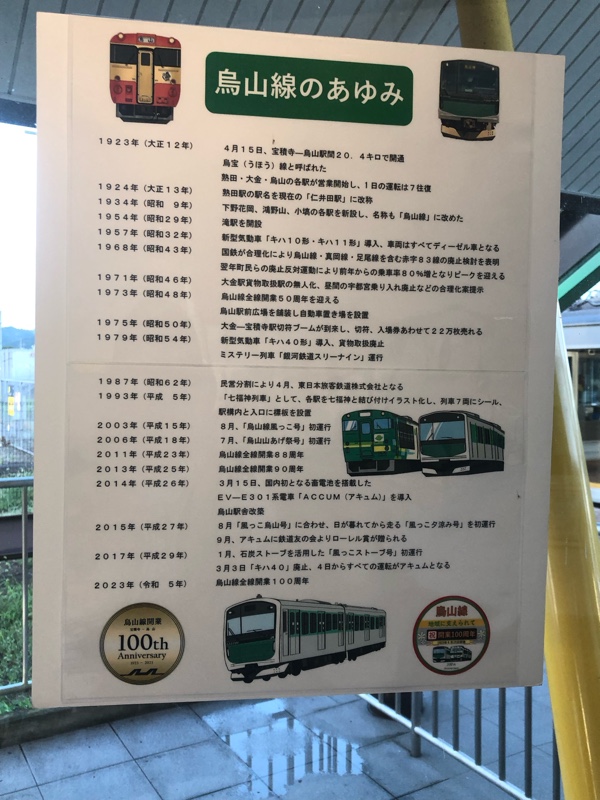 烏山線のあゆみ
1923年(大正12年) 4月15日、宝積寺―烏山駅間20.4キロで開通
烏宝(うほう)線と呼ばれた
熟田・大金・烏山の各駅が営業開始し、1日の運転は7往復
1924年(大正13年) 熟田駅の駅名を現在の「仁井田駅」に改称
1934年(昭和 9年) 下野花岡、鴻野山、小塙の各駅を新設し、名称も「烏山線」に改めた
1954年(昭和29年) 滝駅を開設
1957年(昭和32年) 新型気動車「キハ10形・キハ11形」導入、車両はすべてディーゼル車となる
1968年(昭和43年) 国鉄が合理化により烏山線・真岡線・足尾線を含む赤字83線の廃止検討を表明
翌年町民らの廃止反対運動により前年からの乗車率80%増となりピークを迎える
1971年(昭和46年) 大金駅貨物取扱駅の無人化、昼間の宇都宮乗り入れ廃止などの合理化案提示
1973年(昭和48年) 烏山線全線開業50周年を迎える
烏山駅前広場を舗装し自動車置き場を設置
1975年(昭和50年) 大金―宝積寺駅切符ブームが到来し、切符、入場券あわせて22万枚売れる
1979年(昭和54年) 新型気動車「キハ40形」導入、貨物取扱廃止
ミステリー列車「銀河鉄道スリーナイン」運行
1987年(昭和62年) 民営分割により4月、東日本旅客鉄道株式会社となる
1993年(平成 5年) 「七福神列車」として、各駅を七福神と結び付けイラスト化し、列車7両にシール、
駅構内と入口に標板を設置
2003年(平成15年) 8月、「烏山線風っこ号」初運行
2006年(平成18年) 7月、「烏山山あげ祭号」初運行
2011年(平成23年) 烏山線全線開業88周年
2013年(平成25年) 烏山線全線開業90周年
2014年(平成26年) 3月15日、国内初となる蓄電池を搭載した
EV―E301系電車「ACCUM(アキュム)」を導入
烏山駅舎改築
2015年(平成27年) 8月「風っこ烏山号」に合わせ、日が暮れてから走る「風っこ夕涼み号」を初運行
9月、アキュムに鉄道友の会よりローレル賞が贈られる
2017年(平成29年) 1月、石炭ストーブを活用した「風っこストーブ号」初運行
3月3日「キハ40」廃止、4日からすべての運転がアキュムとなる
2023年(令和 5年) 烏山線全線開業100周年
烏山線開業
100th
Anniversary
烏山線
地域に支えられて
祝 開業100周年